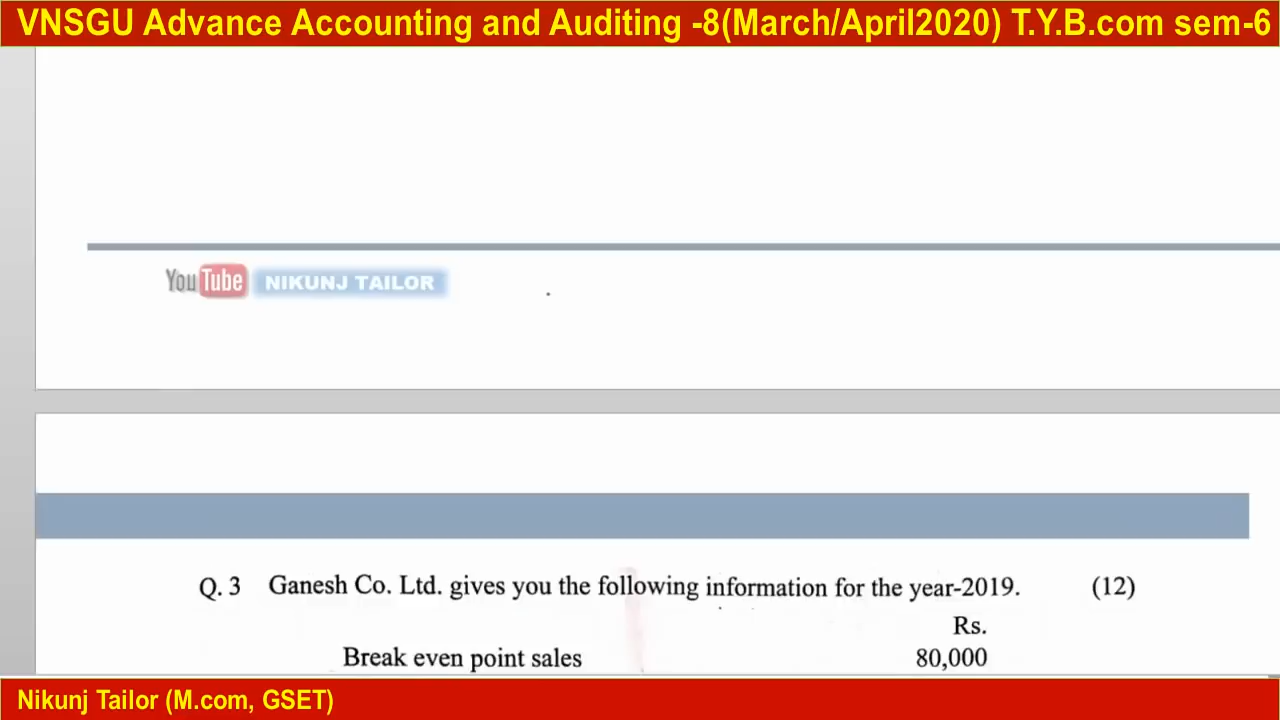 VNSGU Advance Accounting and Auditing -8(March/April2020) T.Y.B.com sem-6
YouTube NIKUNJ TAILOR
Q. 3 Ganesh Co. Ltd. gives you the following information for the year-2019. (12)
Rs.
Break even point sales 80,000
Nikunj Tailor (M.com, GSET)